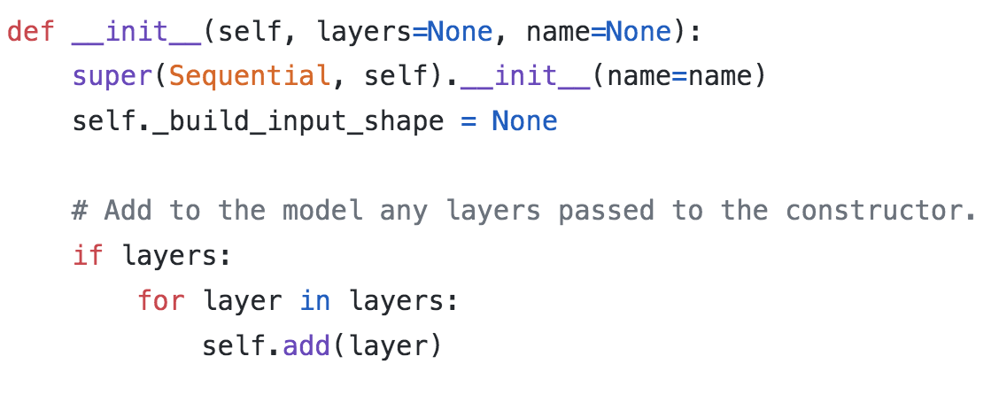 def __init__(self, layers=None, name=None):
    super(Sequential, self).__init__(name=name)
    self._build_input_shape = None

    # Add to the model any layers passed to the constructor.
    if layers:
        for layer in layers:
            self.add(layer)